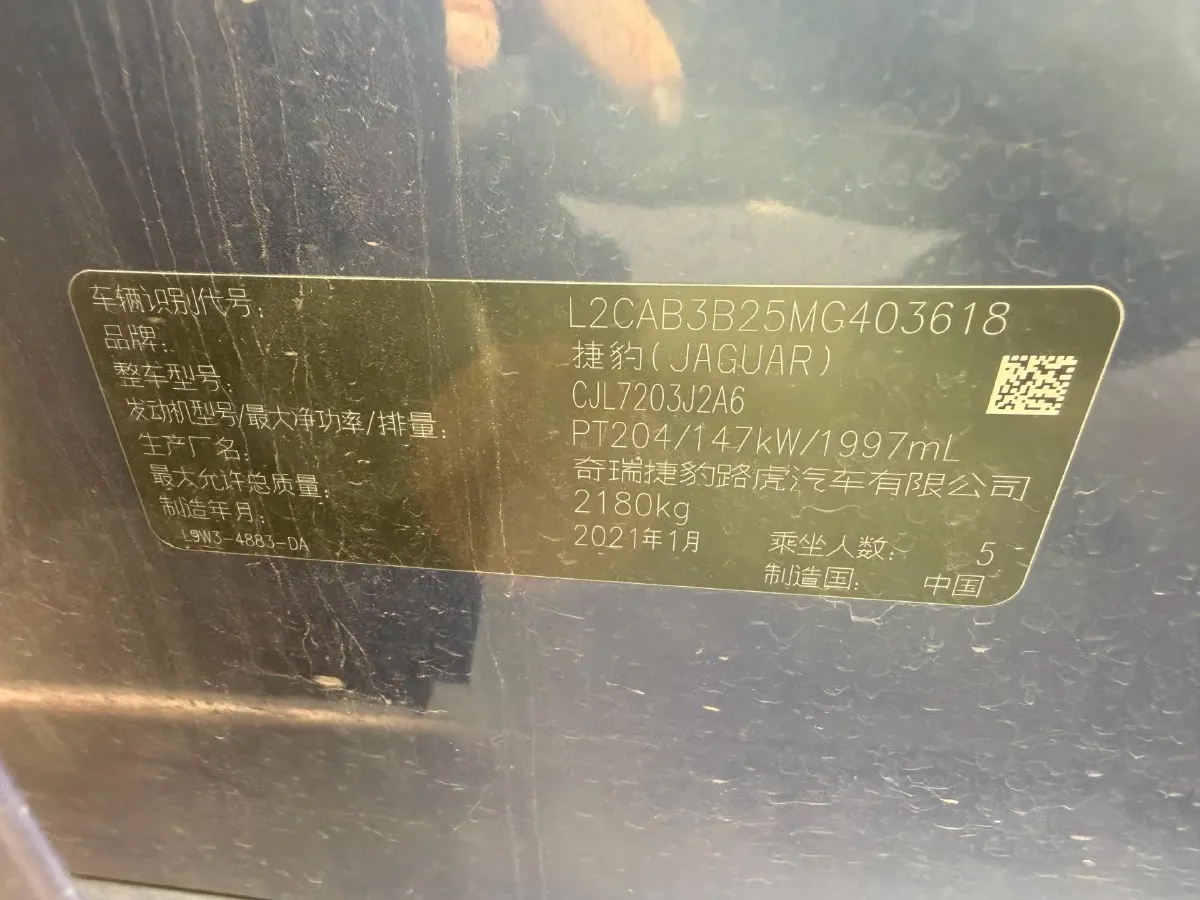 车辆识别代号: L2CAB3B25MG403618
品牌: 捷豹(JAGUAR)
整车型号: CJL7203J2A6
发动机型号/最大净功率/排量: PT204/147kW/1997mL
生产厂名: 奇瑞捷豹路虎汽车有限公司
最大允许总质量: 2180kg
制造年月: 2021年1月 乘坐人数: 5
制造国: 中国
L9W3-4883-DA